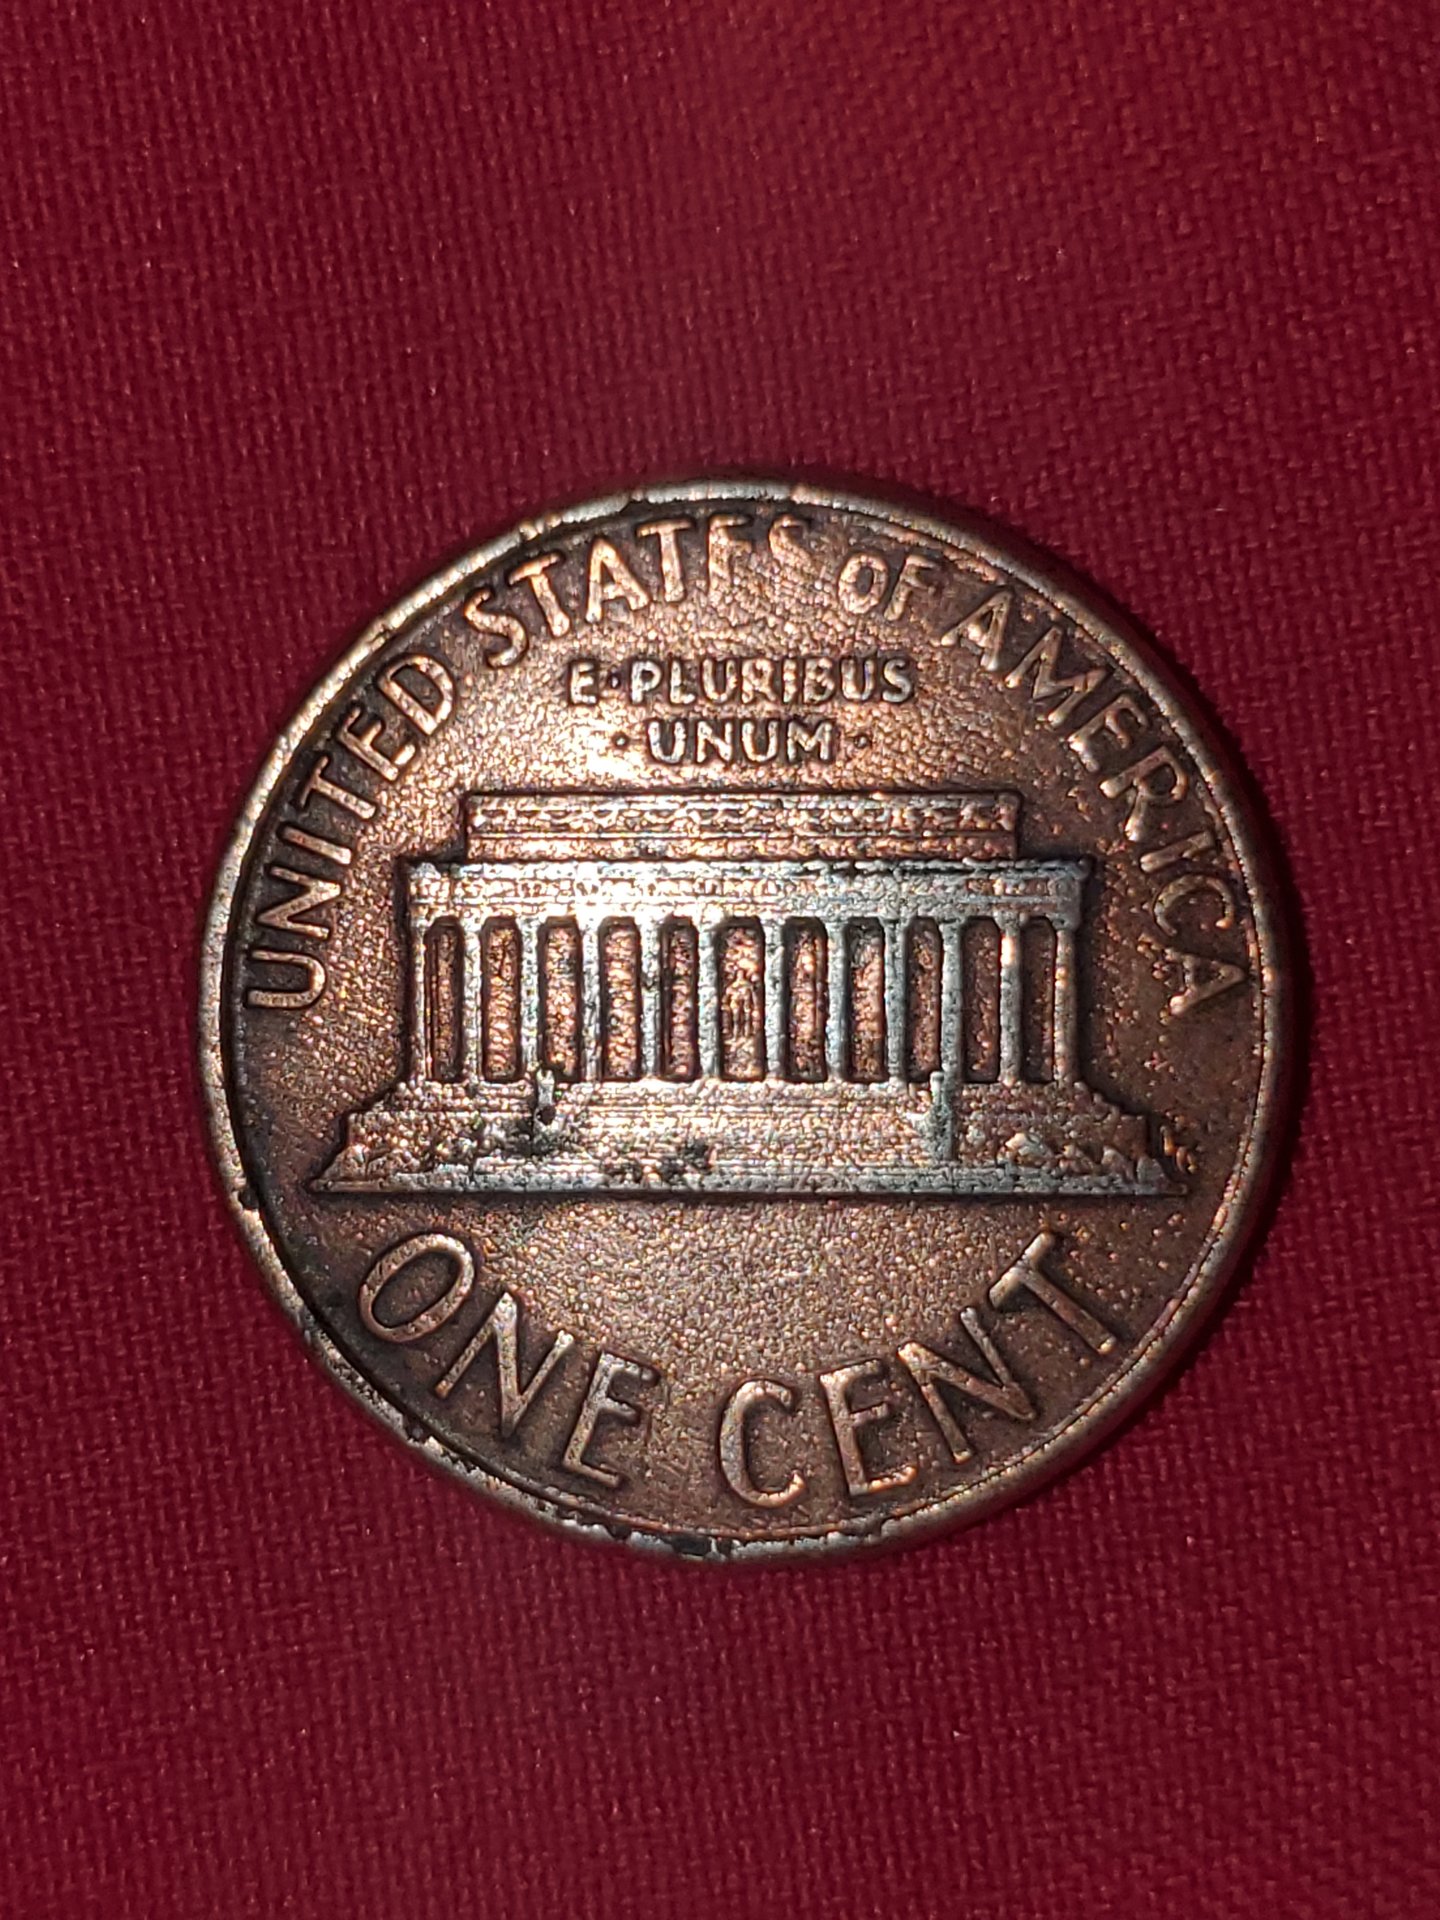 UNITED STATES OF AMERICA
E·PLURIBUS
·UNUM·
ONE CENT